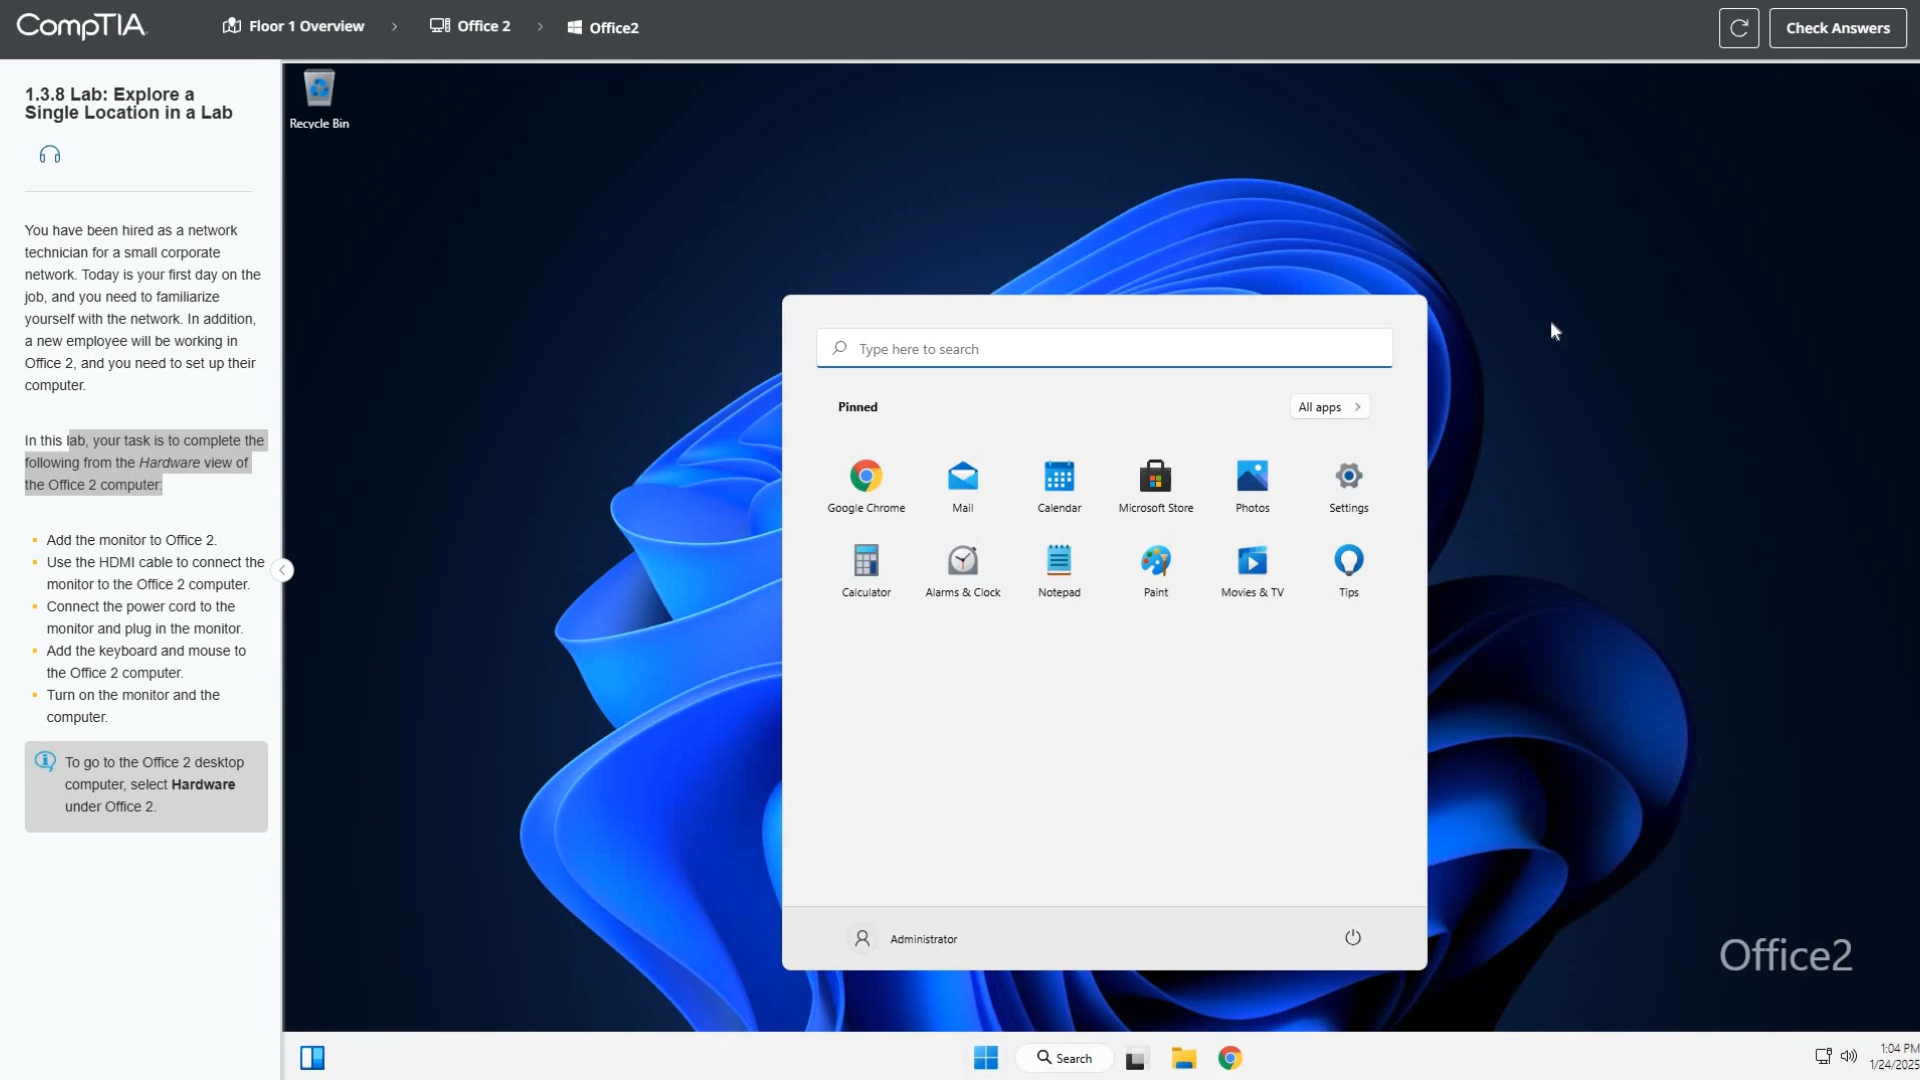 CompTIA
Floor 1 Overview
Office 2
Office2
Check Answers
1.3.8 Lab: Explore a
Single Location in a Lab
You have been hired as a network
technician for a small corporate
network. Today is your first day on the
job, and you need to familiarize
yourself with the network. In addition,
a new employee will be working in
Office 2, and you need to set up their
computer.
In this lab, your task is to complete the
following from the Hardware view of
the Office 2 computer:
Add the monitor to Office 2.
Use the HDMI cable to connect the
monitor to the Office 2 computer.
Connect the power cord to the
monitor and plug in the monitor.
Add the keyboard and mouse to
the Office 2 computer.
Turn on the monitor and the
computer.
To go to the Office 2 desktop
computer, select Hardware
under Office 2.
Recycle Bin
Type here to search
Pinned
All apps
Google Chrome
Mail
Calendar
Microsoft Store
Photos
Settings
Calculator
Alarms & Clock
Notepad
Paint
Movies & TV
Tips
Administrator
Office2
Search
1:04 PM
1/24/2025